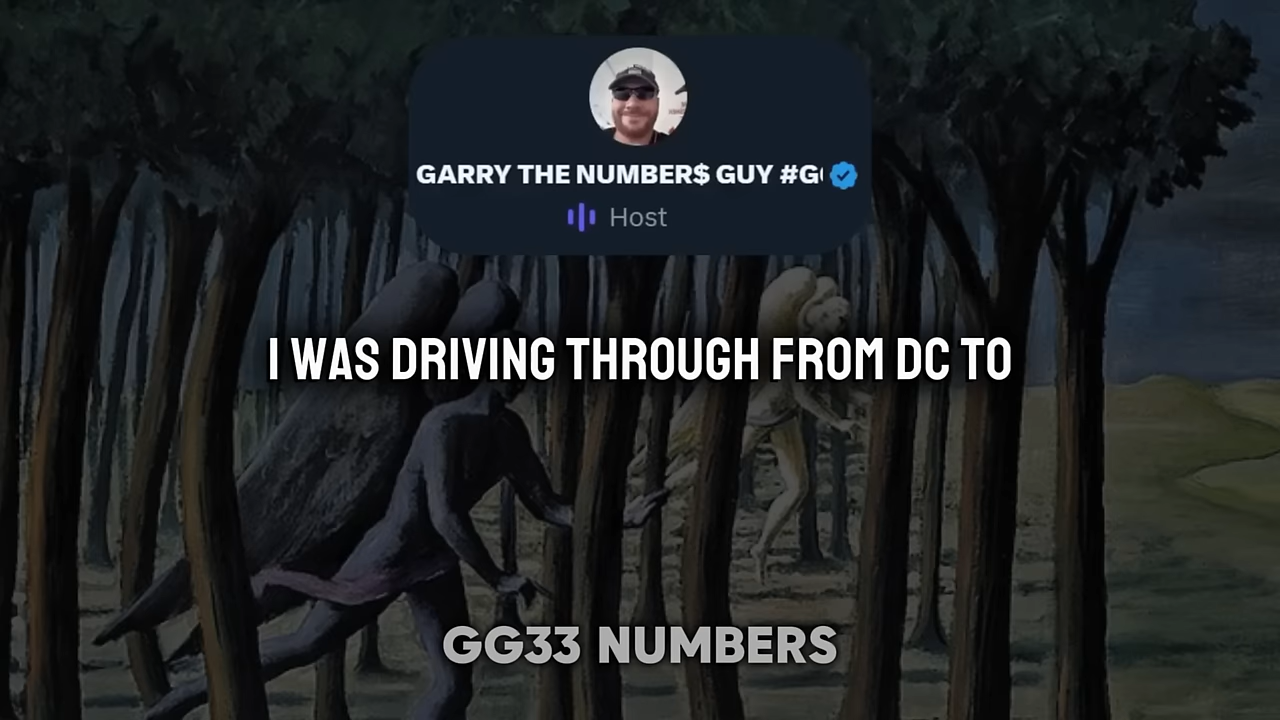 GARRY THE NUMBER$ GUY #G
Host
I WAS DRIVING THROUGH FROM DC TO
GG33 NUMBERS